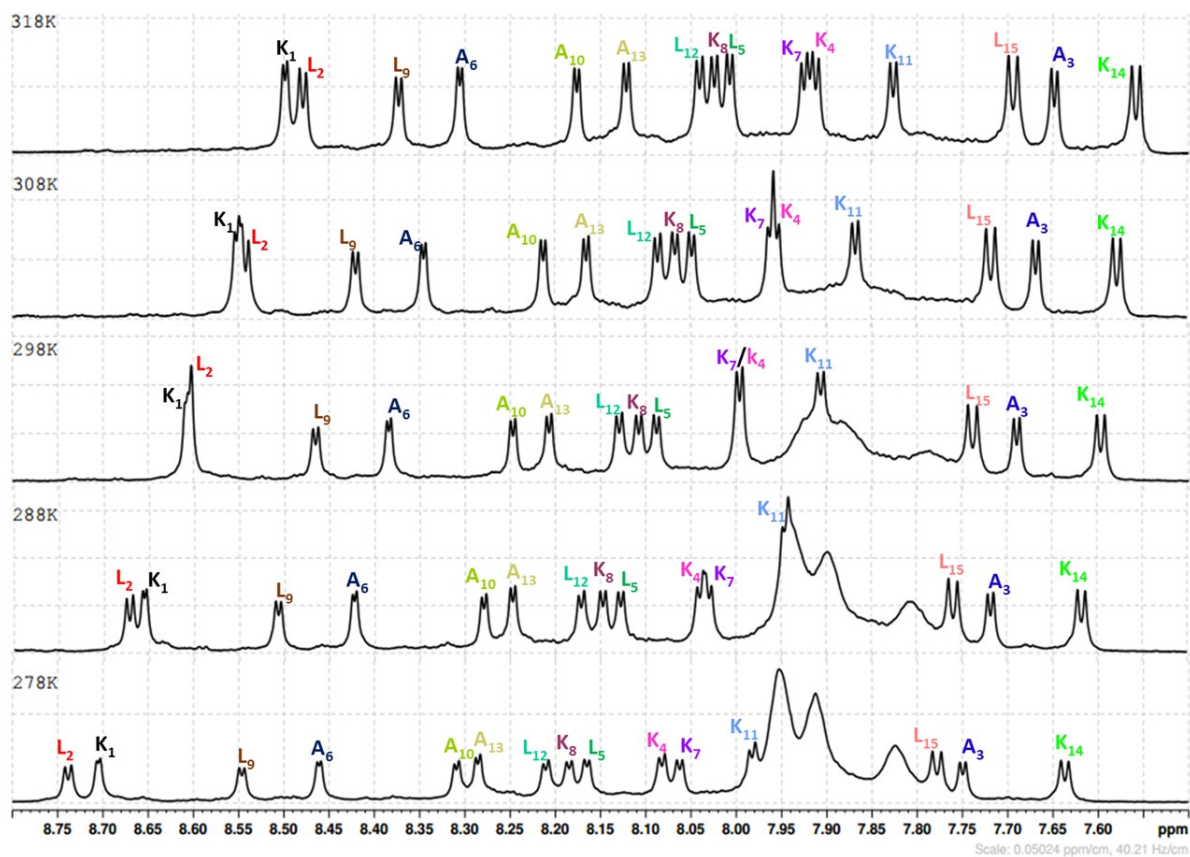 318K
K1 L2 L9 A6 A10 A13 L12 K8 L5 K7 K4 K11 L15 A3 K14
308K
K1 L2 L9 A6 A10 A13 L12 K8 L5 K7 K4 K11 L15 A3 K14
298K
K1 L2 L9 A6 A10 A13 L12 K8 L5 K7/k4 K11 L15 A3 K14
288K
L2 K1 L9 A6 A10 A13 L12 K8 L5 K4 K7 K11 L15 A3 K14
278K
L2 K1 L9 A6 A10 A13 L12 K8 L5 K4 K7 K11 L15 A3 K14
8.75 8.70 8.65 8.60 8.55 8.50 8.45 8.40 8.35 8.30 8.25 8.20 8.15 8.10 8.05 8.00 7.95 7.90 7.85 7.80 7.75 7.70 7.65 7.60 ppm
Scale: 0.05024 ppm/cm, 40.21 Hz/cm